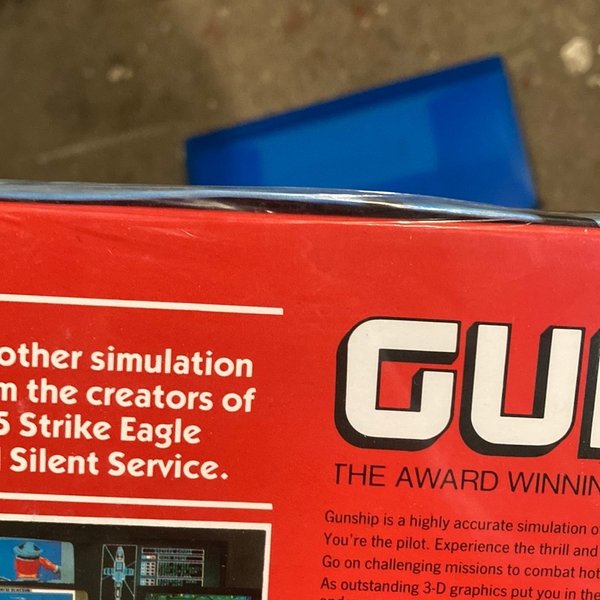 other simulation
m the creators of
5 Strike Eagle
Silent Service.
GU
THE AWARD WINNIN
Gunship is a highly accurate simulation o
You're the pilot. Experience the thrill and
Go on challenging missions to combat hot
As outstanding 3-D graphics put you in the